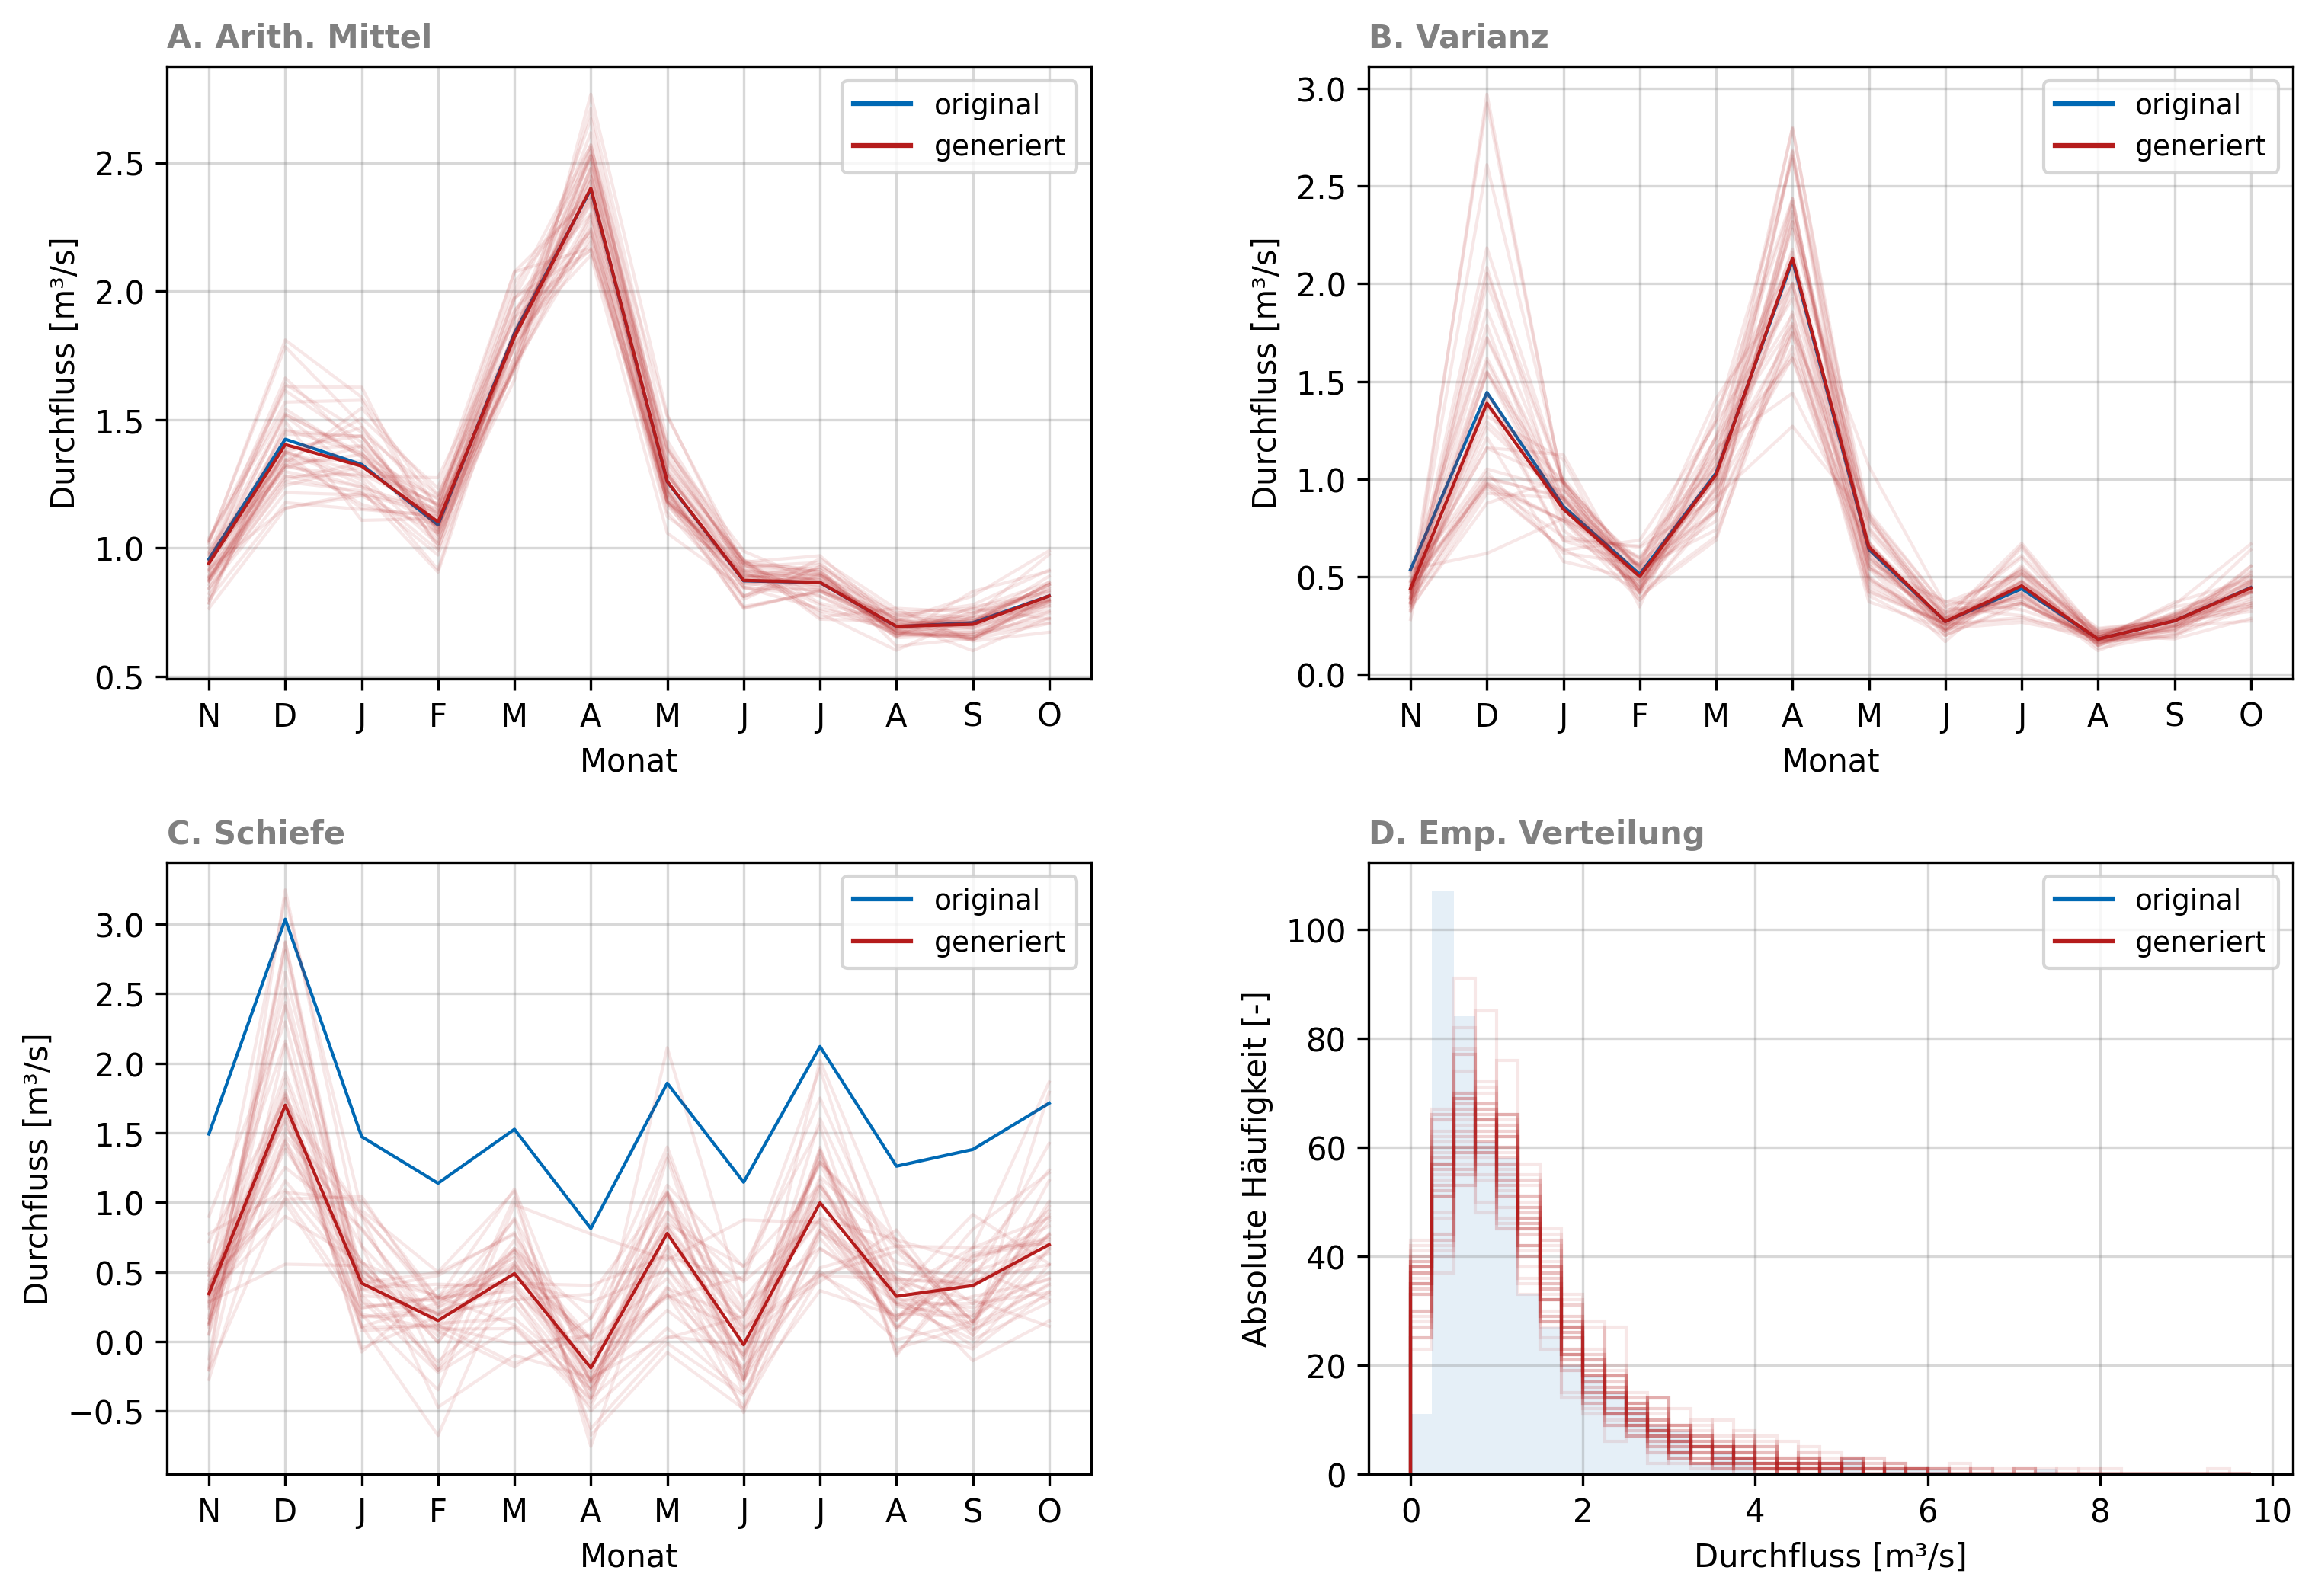 A. Arith. Mittel
Durchfluss [m³/s]
2.5
2.0
1.5
1.0
0.5
original
generiert
N D J F M A M J J A S O
Monat
B. Varianz
Durchfluss [m³/s]
3.0
2.5
2.0
1.5
1.0
0.5
0.0
original
generiert
N D J F M A M J J A S O
Monat
C. Schiefe
Durchfluss [m³/s]
3.0
2.5
2.0
1.5
1.0
0.5
0.0
−0.5
original
generiert
N D J F M A M J J A S O
Monat
D. Emp. Verteilung
Absolute Häufigkeit [-]
100
80
60
40
20
0
original
generiert
0 2 4 6 8 10
Durchfluss [m³/s]